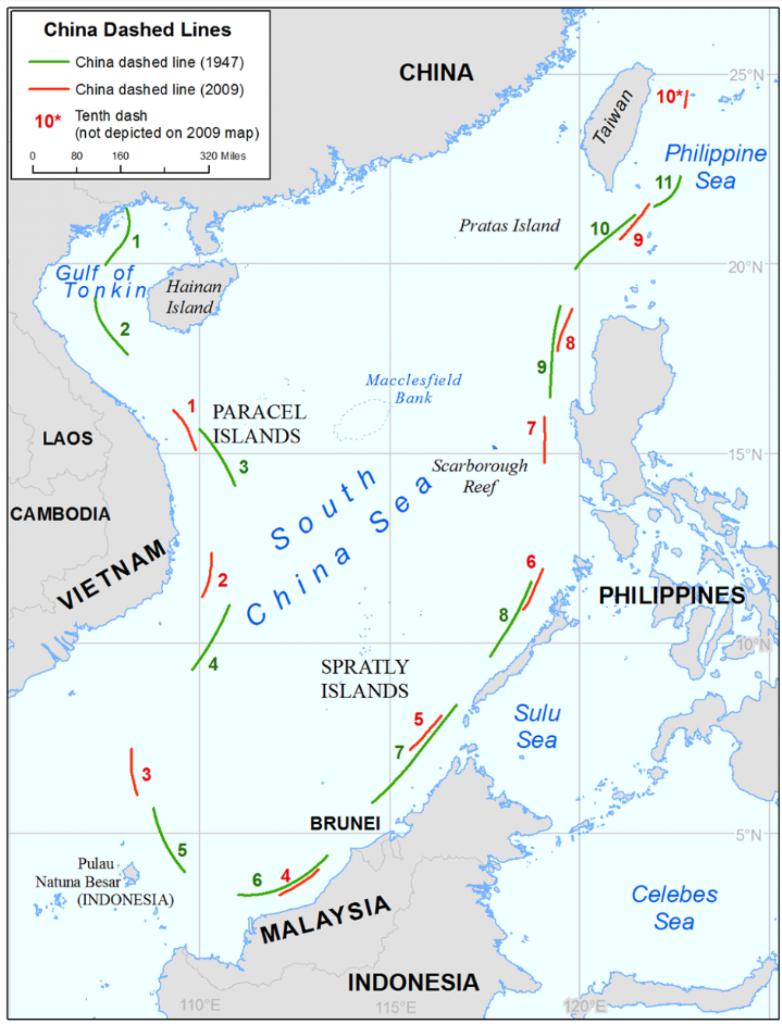 China Dashed Lines
China dashed line (1947)
China dashed line (2009)
10* Tenth dash
(not depicted on 2009 map)
0 80 160 320 Miles
CHINA
25°N
Taiwan
10*
Philippine
Sea
11
Pratas Island
10
9
1
Gulf of
Tonkin
Hainan
Island
20°N
2
8
9
Macclesfield
Bank
1
PARACEL
ISLANDS
7
LAOS
3
15°N
Scarborough
Reef
South
China Sea
CAMBODIA
VIETNAM
2
6
PHILIPPINES
8
10°N
4
SPRATLY
ISLANDS
5
Sulu
Sea
7
3
BRUNEI
5°N
5
Pulau
Natuna Besar
(INDONESIA)
6
4
Celebes
Sea
MALAYSIA
INDONESIA
110°E
115°E
120°E